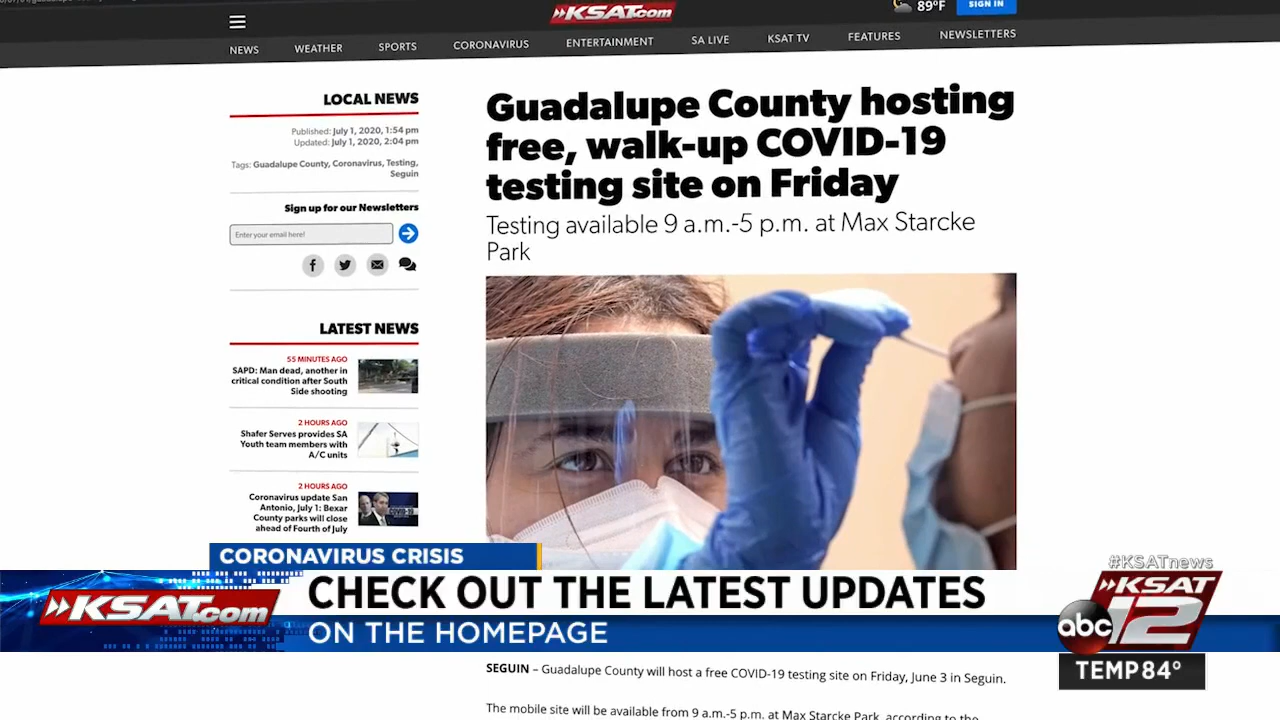 KSAT.com
89°F
SIGN IN
NEWS
WEATHER
SPORTS
CORONAVIRUS
ENTERTAINMENT
SA LIVE
KSAT TV
FEATURES
NEWSLETTERS
LOCAL NEWS
Published: July 1, 2020, 1:54 pm
Updated: July 1, 2020, 2:04 pm
Tags: Guadalupe County, Coronavirus, Testing,
Seguin
Sign up for our Newsletters
Enter your email here!
LATEST NEWS
55 MINUTES AGO
SAPD: Man dead, another in
critical condition after South
Side shooting
2 HOURS AGO
Shafer Serves provides SA
Youth team members with
A/C units
2 HOURS AGO
Coronavirus update San
Antonio, July 1: Bexar
County parks will close
ahead of Fourth of July
Guadalupe County hosting
free, walk-up COVID-19
testing site on Friday
Testing available 9 a.m.-5 p.m. at Max Starcke
Park
CORONAVIRUS CRISIS
KSAT.com
CHECK OUT THE LATEST UPDATES
ON THE HOMEPAGE
#KSATnews
KSAT
abc 12
TEMP 84°
SEGUIN – Guadalupe County will host a free COVID-19 testing site on Friday, June 3 in Seguin.
The mobile site will be available from 9 a.m.-5 p.m. at Max Starcke Park, according to the